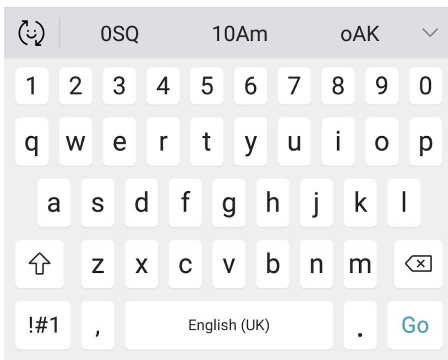 0SQ 10Am oAK
1 2 3 4 5 6 7 8 9 0
q w e r t y u i o p
a s d f g h j k l
z x c v b n m
!#1 , English (UK) . Go